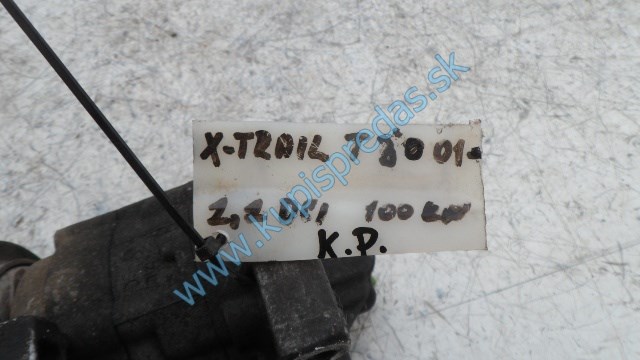 X-TRAIL T30 01-
2,2 DCI 100 kW
K.P.
www.kupispredas.sk